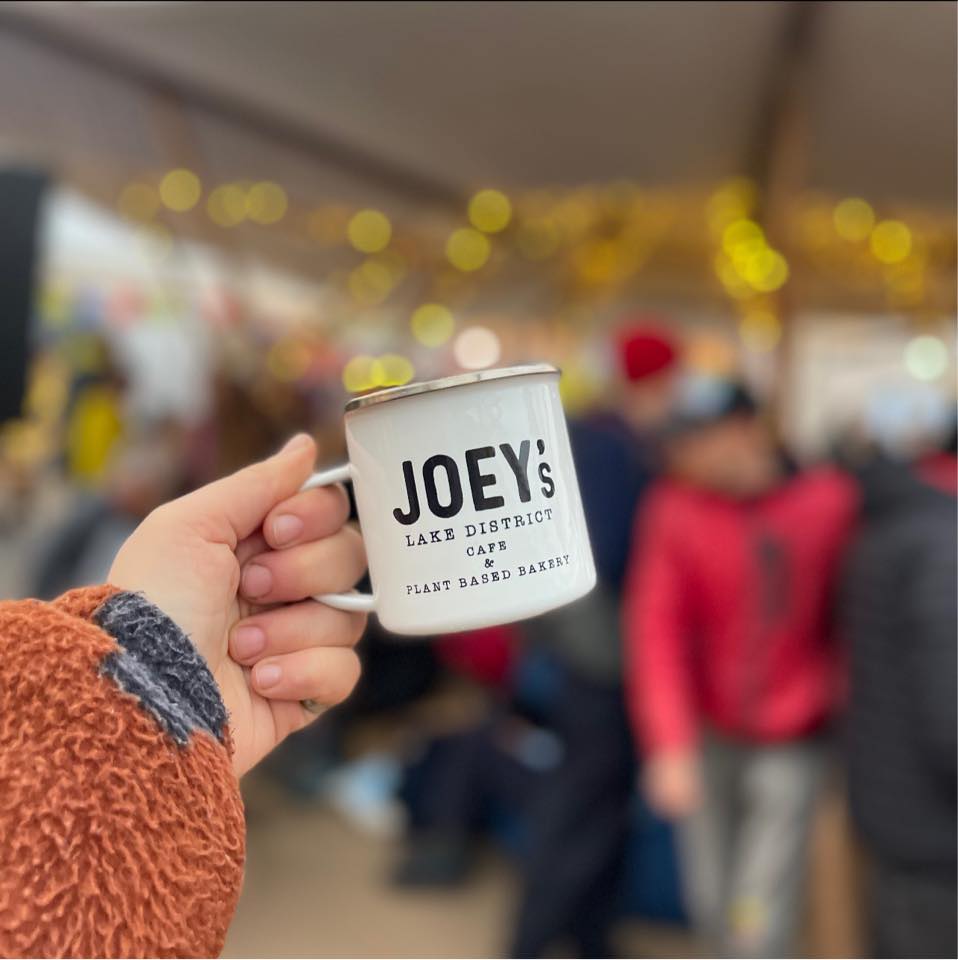 JOEY's
LAKE DISTRICT
CAFE
&
PLANT BASED BAKERY